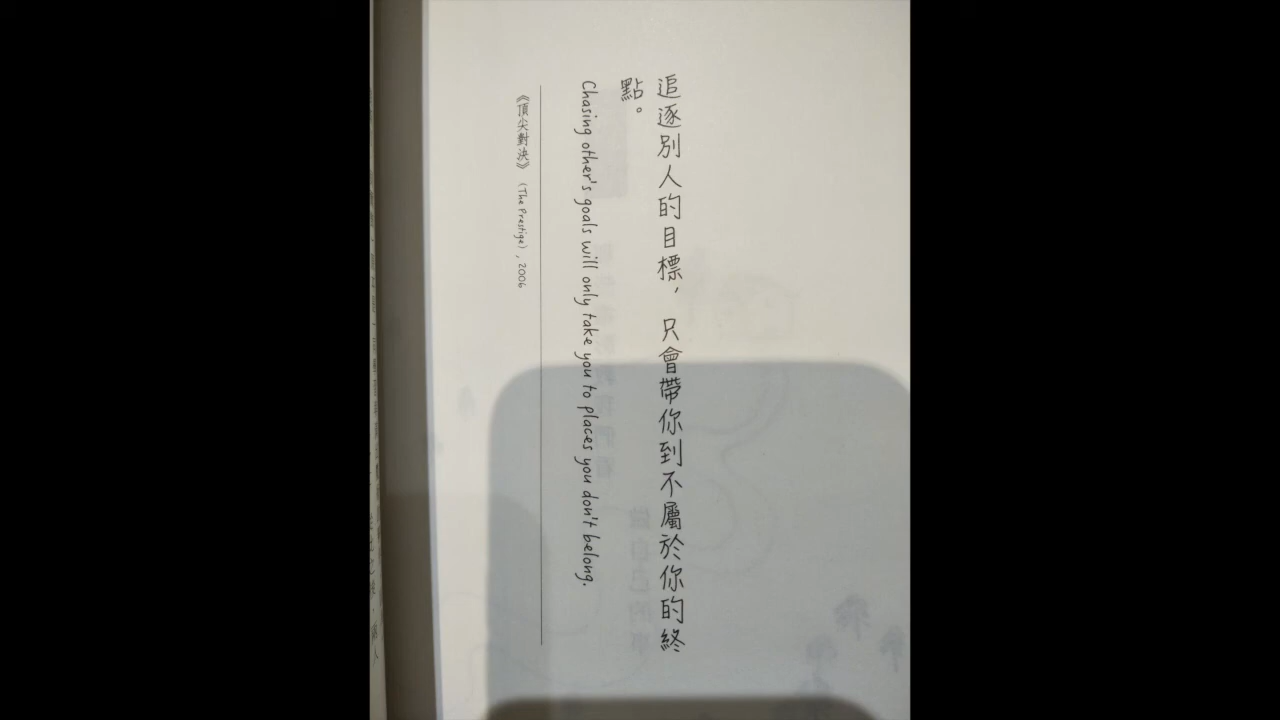 追逐別人的目標，只會帶你到不屬於你的終
點。
Chasing other's goals will only take you to places you don't belong.
《頂尖對決》（The Prestige），2006